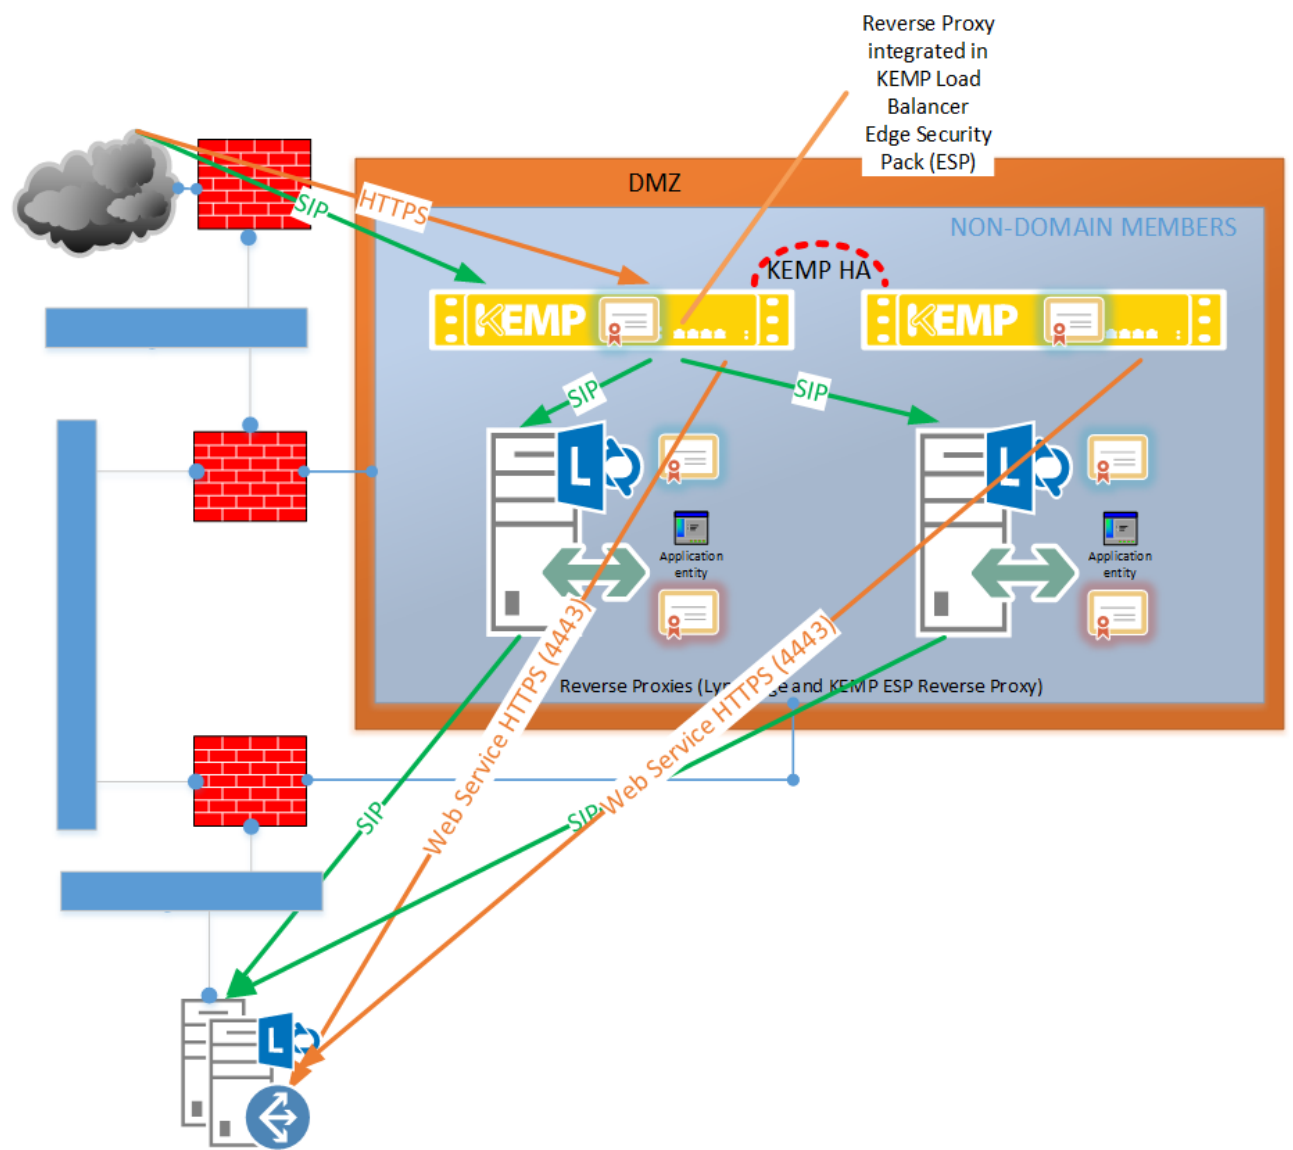 Reverse Proxy
integrated in
KEMP Load
Balancer
Edge Security
Pack (ESP)
DMZ
NON-DOMAIN MEMBERS
SIP
HTTPS
KEMP HA
KEMP
KEMP
SIP
SIP
L
L
Application
entity
Application
entity
Reverse Proxies (Ly ge and KEMP ESP Reverse Proxy)
Web Service HTTPS (4443)
Web Service HTTPS (4443)
SIP
SIP
L